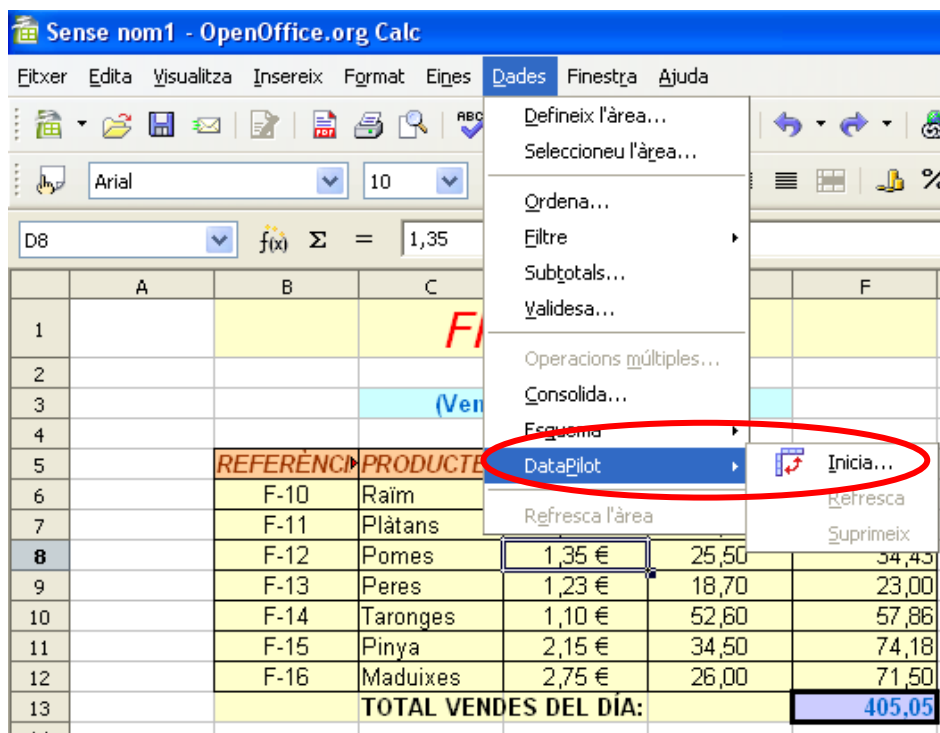 Sense nom1 - OpenOffice.org Calc
Fitxer Edita Visualitza Insereix Format Eines Dades Finestra Ajuda
ABC
Arial 10 %
D8 f(x) Σ = 1,35
Defineix l'àrea...
Seleccioneu l'àrea...
Ordena...
Filtre
Subtotals...
Validesa...
Operacions múltiples...
Consolida...
Esquema
DataPilot
Refresca l'àrea
Inicia...
Refresca
Suprimeix
A B C F
1
2
3 (Ven
4
5 REFERÈNCI PRODUCTE
6 F-10 Raïm
7 F-11 Plàtans
8 F-12 Pomes 1,35 € 25,50 34,43
9 F-13 Peres 1,23 € 18,70 23,00
10 F-14 Taronges 1,10 € 52,60 57,86
11 F-15 Pinya 2,15 € 34,50 74,18
12 F-16 Maduixes 2,75 € 26,00 71,50
13 TOTAL VENDES DEL DÍA: 405,05